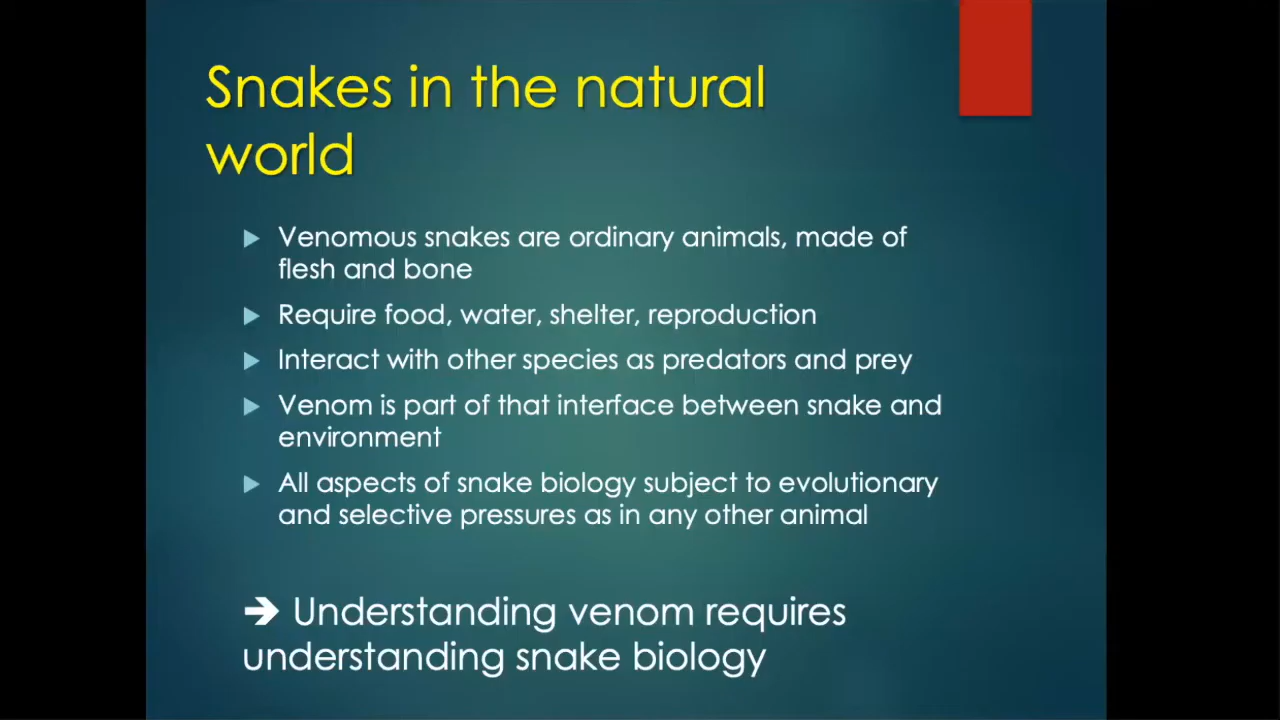 Snakes in the natural
world
Venomous snakes are ordinary animals, made of
flesh and bone
Require food, water, shelter, reproduction
Interact with other species as predators and prey
Venom is part of that interface between snake and
environment
All aspects of snake biology subject to evolutionary
and selective pressures as in any other animal
➔ Understanding venom requires
understanding snake biology